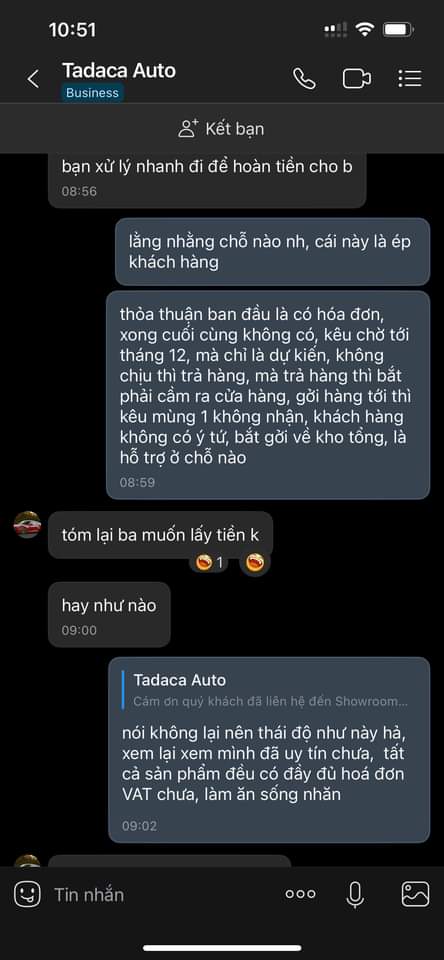 10:51
Tadaca Auto
Business
Kết bạn
bạn xử lý nhanh đi để hoàn tiền cho b
08:56
lằng nhằng chỗ nào nh, cái này là ép
khách hàng
thỏa thuận ban đầu là có hóa đơn,
xong cuối cùng không có, kêu chờ tới
tháng 12, mà chỉ là dự kiến, không
chịu thì trả hàng, mà trả hàng thì bắt
phải cầm ra cửa hàng, gởi hàng tới thì
kêu mùng 1 không nhận, khách hàng
không có ý tứ, bắt gởi về kho tổng, là
hỗ trợ ở chỗ nào
08:59
tóm lại ba muốn lấy tiền k
1
hay như nào
09:00
Tadaca Auto
Cám ơn quý khách đã liên hệ đến Showroom...
nói không lại nên thái độ như này hả,
xem lại xem mình đã uy tín chưa, tất
cả sản phẩm đều có đầy đủ hoá đơn
VAT chưa, làm ăn sống nhăn
09:02
Tin nhắn